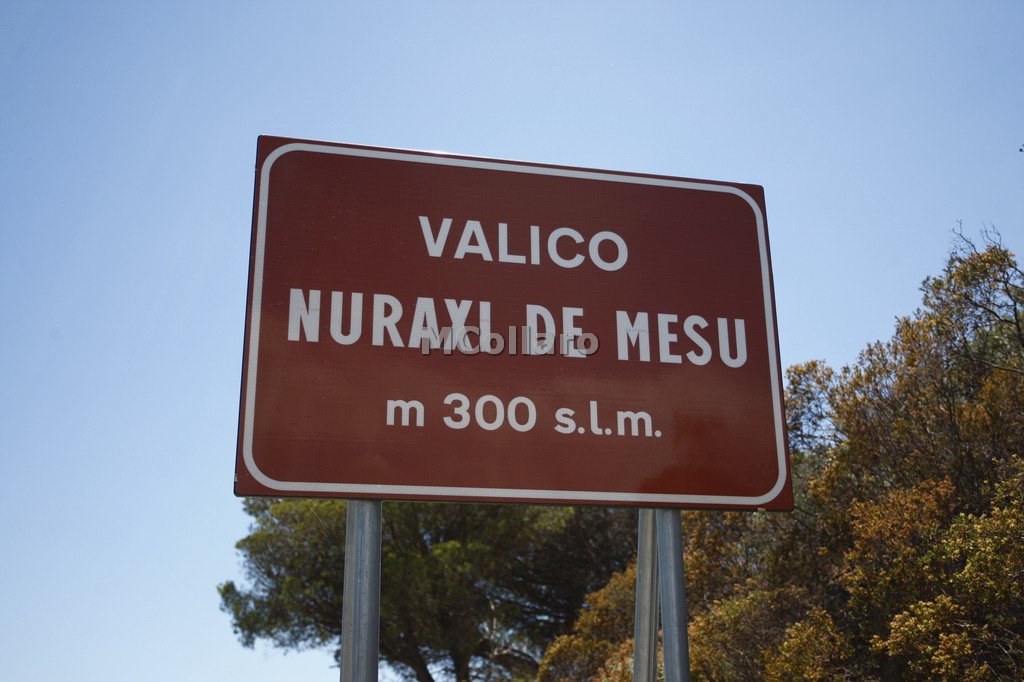 VALICO
NURAXI DE MESU
MCollaro
m 300 s.l.m.